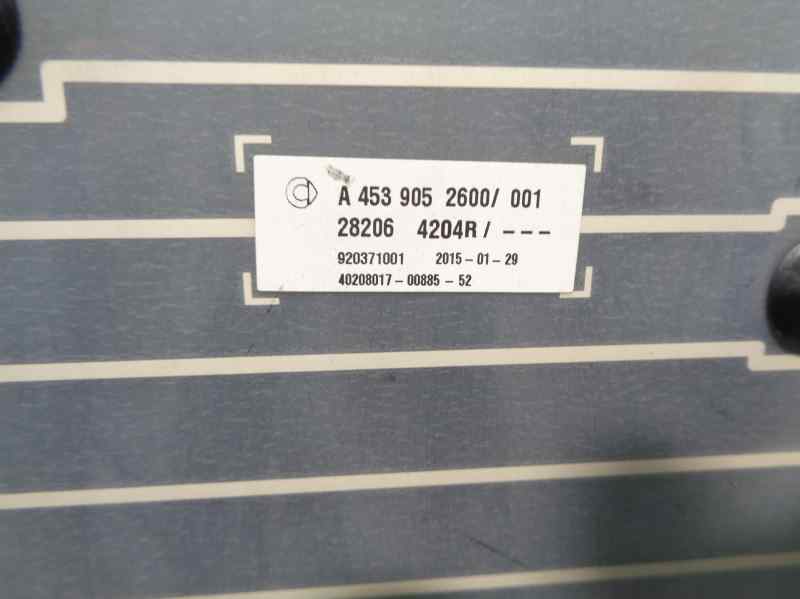 A 453 905 2600/ 001
28206 4204R / - - -
920371001 2015-01-29
40208017-00885-52